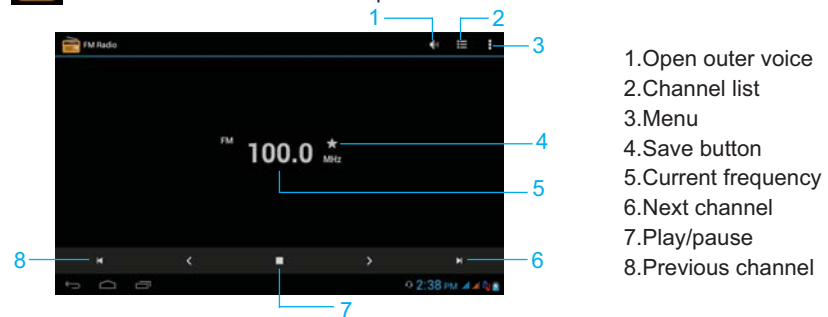 1
2
FM Radio
3
FM
100.0
MHz
4
5
8
6
2:38 PM
7
1.Open outer voice
2.Channel list
3.Menu
4.Save button
5.Current frequency
6.Next channel
7.Play/pause
8.Previous channel